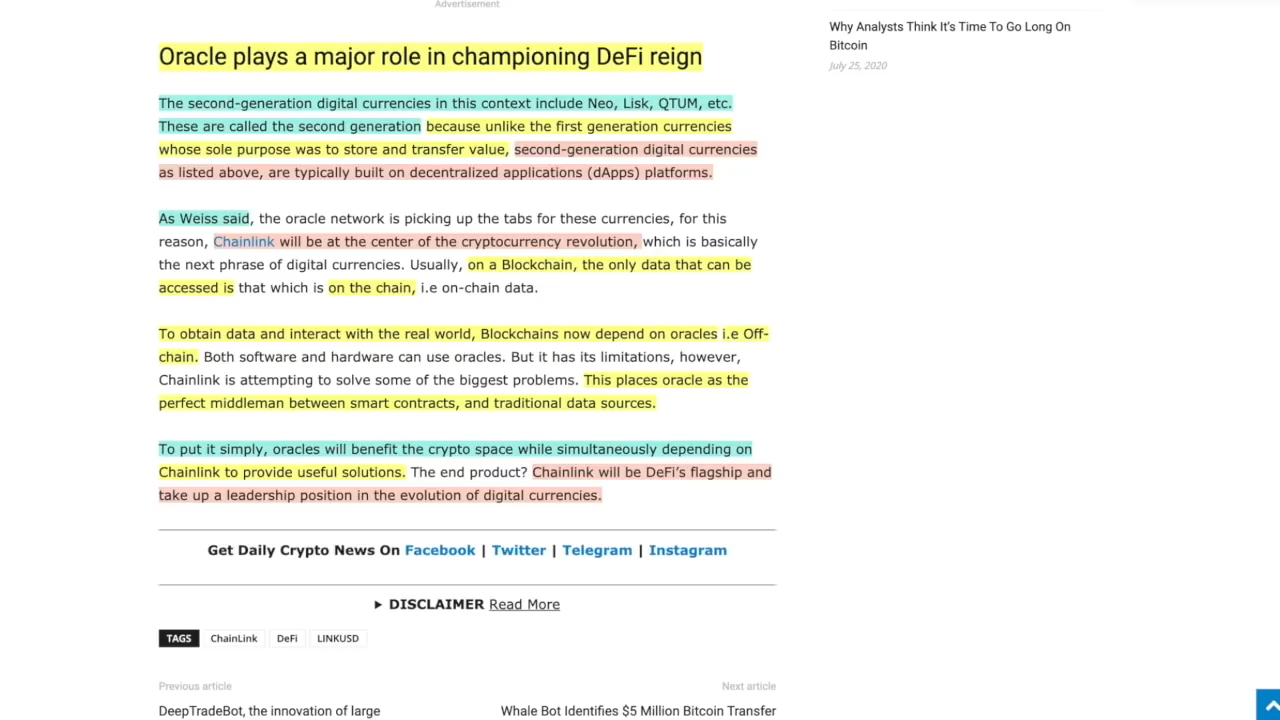 Advertisement
Oracle plays a major role in championing DeFi reign
The second-generation digital currencies in this context include Neo, Lisk, QTUM, etc.
These are called the second generation because unlike the first generation currencies
whose sole purpose was to store and transfer value, second-generation digital currencies
as listed above, are typically built on decentralized applications (dApps) platforms.
As Weiss said, the oracle network is picking up the tabs for these currencies, for this
reason, Chainlink will be at the center of the cryptocurrency revolution, which is basically
the next phrase of digital currencies. Usually, on a Blockchain, the only data that can be
accessed is that which is on the chain, i.e on-chain data.
To obtain data and interact with the real world, Blockchains now depend on oracles i.e Off-
chain. Both software and hardware can use oracles. But it has its limitations, however,
Chainlink is attempting to solve some of the biggest problems. This places oracle as the
perfect middleman between smart contracts, and traditional data sources.
To put it simply, oracles will benefit the crypto space while simultaneously depending on
Chainlink to provide useful solutions. The end product? Chainlink will be DeFi's flagship and
take up a leadership position in the evolution of digital currencies.
Get Daily Crypto News On Facebook | Twitter | Telegram | Instagram
▶ DISCLAIMER Read More
TAGS ChainLink DeFi LINKUSD
Previous article
DeepTradeBot, the innovation of large
Next article
Whale Bot Identifies $5 Million Bitcoin Transfer
Why Analysts Think It's Time To Go Long On
Bitcoin
July 25, 2020